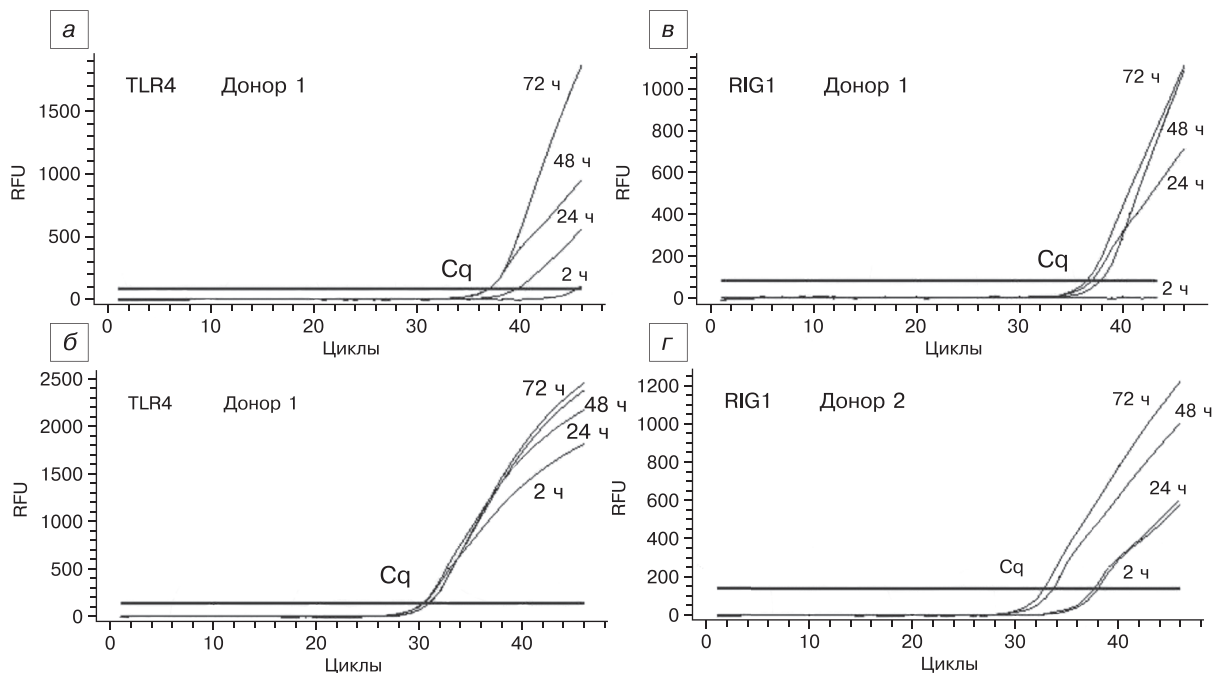 а
TLR4 Донор 1
RFU
1500
1000
500
0
72 ч
48 ч
24 ч
2 ч
Cq
0 10 20 30 40
Циклы
в
RIG1 Донор 1
RFU
1000
800
600
400
200
0
72 ч
48 ч
24 ч
2 ч
Cq
0 10 20 30 40
Циклы
б
TLR4 Донор 1
RFU
2500
2000
1500
1000
500
0
72 ч
48 ч
24 ч
2 ч
Cq
0 10 20 30 40
Циклы
г
RIG1 Донор 2
RFU
1200
1000
800
600
400
200
0
72 ч
48 ч
24 ч
2 ч
Cq
0 10 20 30 40
Циклы